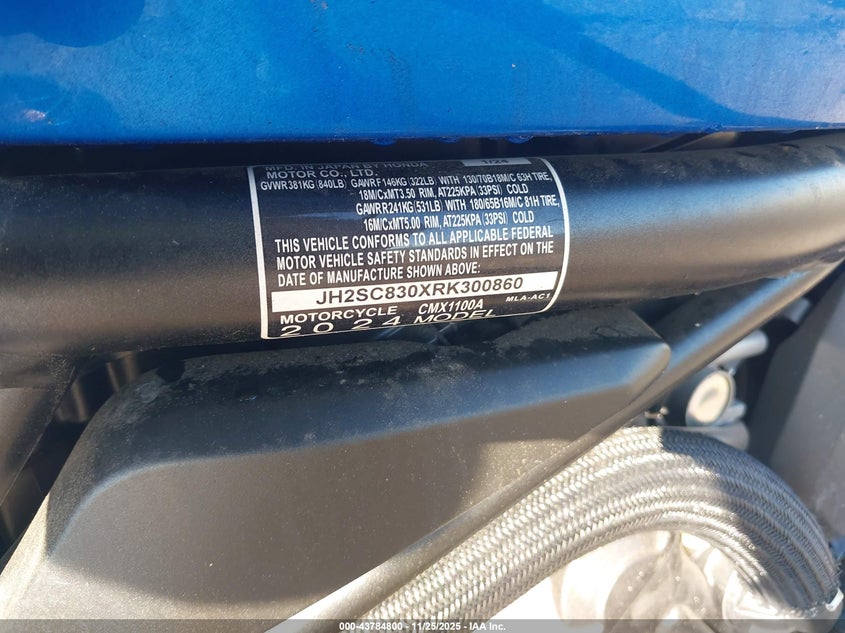 MFD. IN JAPAN BY HONDA 1/24
MOTOR CO., LTD.
GVWR381KG (840LB) GAWR F 146KG (322LB) WITH 130/70B18M/C 63H TIRE,
18M/CxMT3.50 RIM, AT225KPA (33PSI) COLD
GAWR R241KG (531LB) WITH 180/65B16M/C 81H TIRE,
16M/CxMT5.00 RIM, AT225KPA (33PSI) COLD
THIS VEHICLE CONFORMS TO ALL APPLICABLE FEDERAL
MOTOR VEHICLE SAFETY STANDARDS IN EFFECT ON THE
DATE OF MANUFACTURE SHOWN ABOVE:
JH2SC830XRK300860
MOTORCYCLE CMX1100A MLA-AC1
2024 MODEL
000-43784800 - 11/25/2025 - IAA Inc.